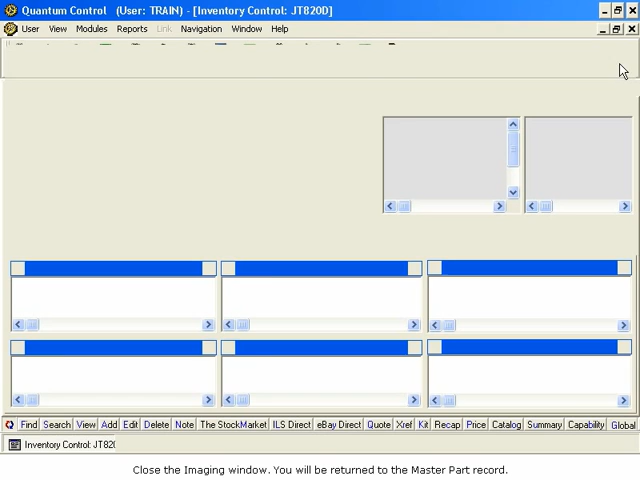 Quantum Control (User: TRAIN) - [Inventory Control: JT820D]
User View Modules Reports Link Navigation Window Help
Find Search View Add Edit Delete Note The StockMarket ILS Direct eBay Direct Quote Xref Kit Recap Price Catalog Summary Capability Global
Inventory Control: JT820
Close the Imaging window. You will be returned to the Master Part record.